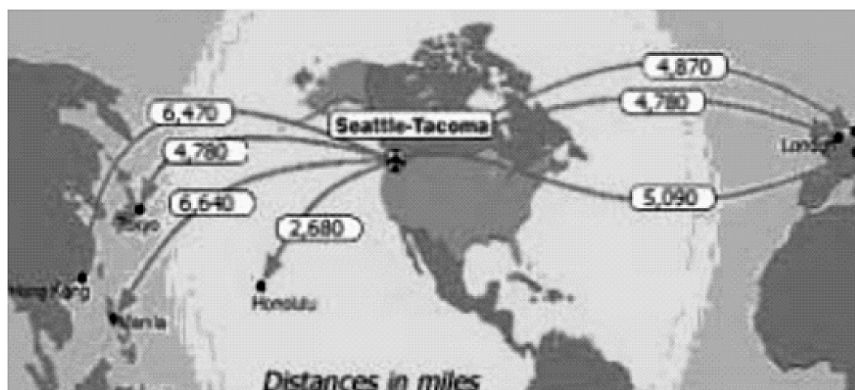 4,870
6,470
4,780
Seattle-Tacoma
London
4,780
5,090
6,640
Tokyo
2,680
Hong Kong
Honolulu
Manila
Distances in miles